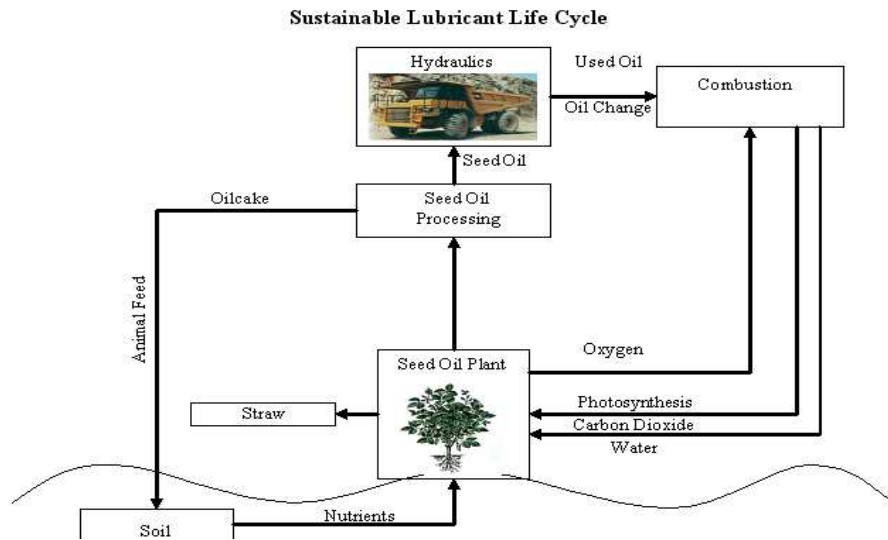 Sustainable Lubricant Life Cycle
Hydraulics
Used Oil
Oil Change
Combustion
Seed Oil
Oilcake
Seed Oil
Processing
Animal Feed
Seed Oil Plant
Oxygen
Straw
Photosynthesis
Carbon Dioxide
Water
Nutrients
Soil